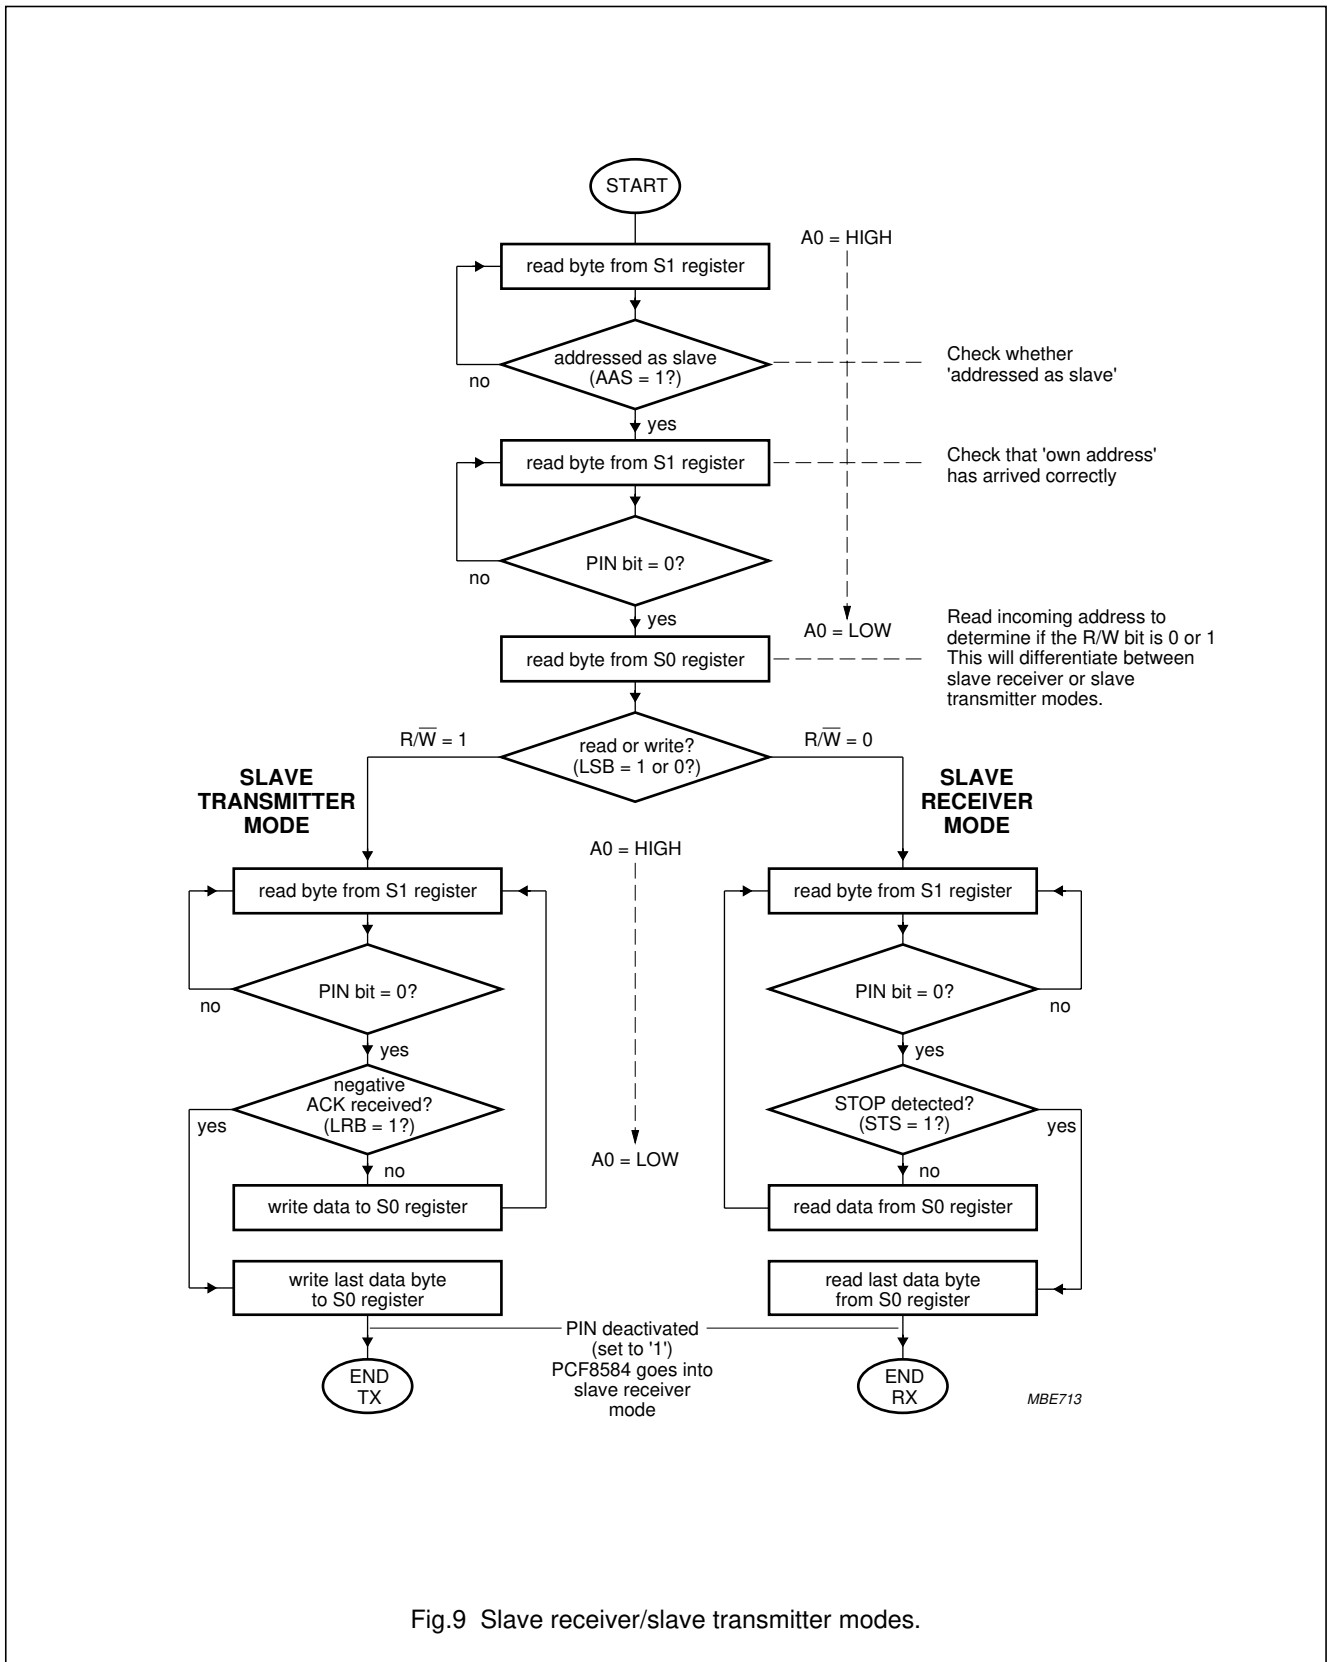 START
A0 = HIGH
read byte from S1 register
addressed as slave
(AAS = 1?)
no
Check whether
'addressed as slave'
yes
read byte from S1 register
Check that 'own address'
has arrived correctly
PIN bit = 0?
no
yes
A0 = LOW
read byte from S0 register
Read incoming address to
determine if the R/W bit is 0 or 1
This will differentiate between
slave receiver or slave
transmitter modes.
R/W̅ = 1
read or write?
(LSB = 1 or 0?)
R/W̅ = 0
SLAVE
TRANSMITTER
MODE
SLAVE
RECEIVER
MODE
A0 = HIGH
read byte from S1 register
PIN bit = 0?
no
yes
negative
ACK received?
(LRB = 1?)
yes
no
write data to S0 register
write last data byte
to S0 register
A0 = LOW
read byte from S1 register
PIN bit = 0?
no
yes
STOP detected?
(STS = 1?)
yes
no
read data from S0 register
read last data byte
from S0 register
PIN deactivated
(set to '1')
PCF8584 goes into
slave receiver
mode
END
TX
END
RX
MBE713
Fig.9 Slave receiver/slave transmitter modes.